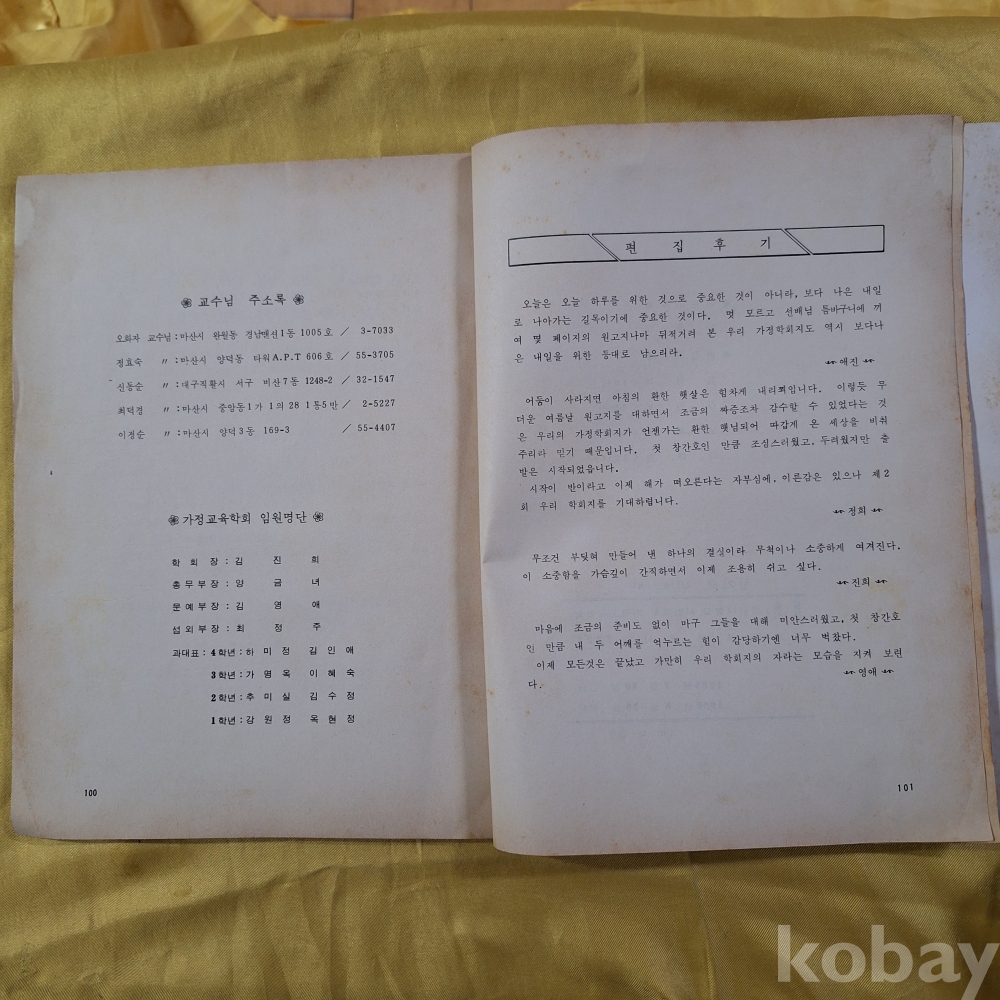 교수님 주소록
오화자 교수님 : 마산시 완월동 경남맨션 1동 1005호 / 3-7033
정효숙 〃 : 마산시 양덕동 타워A.P.T 606호 / 55-3705
신동순 〃 : 대구직활시 서구 비산7동 1248-2 / 32-1547
최덕경 〃 : 마산시 중앙동1가 1의 28 1통5반 / 2-5227
이정순 〃 : 마산시 양덕3동 169-3 / 55-4407
가정교육학회 임원명단
학회장 : 김진희
총무부장 : 양금녀
문예부장 : 김영애
섭외부장 : 최정주
과대표 : 4학년 : 하미정 김민애
3학년 : 가명옥 이혜숙
2학년 : 추미실 김수정
1학년 : 강원정 옥현정
100
편집후기
오늘은 오늘 하루를 위한 것으로 중요한 것이 아니라, 보다 나은 내일
로 나아가는 길목이기에 중요한 것이다. 멋 모르고 선배님 틈바구니에 끼
여 몇 페이지의 원고지나마 뒤적거려 본 우리 가정학회지도 역시 보다나
은 내일을 위한 등대로 남으리라.
애진
어둠이 사라지면 아침의 환한 햇살은 힘차게 내리쬐입니다. 이렇듯 무
더운 여름날 원고지를 대하면서 조금의 짜증조차 감수할 수 있었다는 것
은 우리의 가정학회지가 언젠가는 환한 햇님되어 따갑게 온 세상을 비춰
주리라 믿기 때문입니다. 첫 창간호인 만큼 조심스러웠고, 두려웠지만 출
발은 시작되었읍니다.
시작이 반이라고 이제 해가 떠오른다는 자부심에, 이른감은 있으나 제2
회 우리 학회지를 기대하렵니다.
정희
무조건 부딪혀 만들어 낸 하나의 결실이라 무척이나 소중하게 여겨진다.
이 소중함을 가슴깊이 간직하면서 이제 조용히 쉬고 싶다.
진희
마음에 조금의 준비도 없이 마구 그들을 대해 미안스러웠고, 첫 창간호
인 만큼 내 두 어깨를 억누르는 힘이 감당하기엔 너무 벅찼다.
이제 모든것은 끝났고 가만히 우리 학회지의 자라는 모습을 지켜 보련
다.
영애
101
kobay